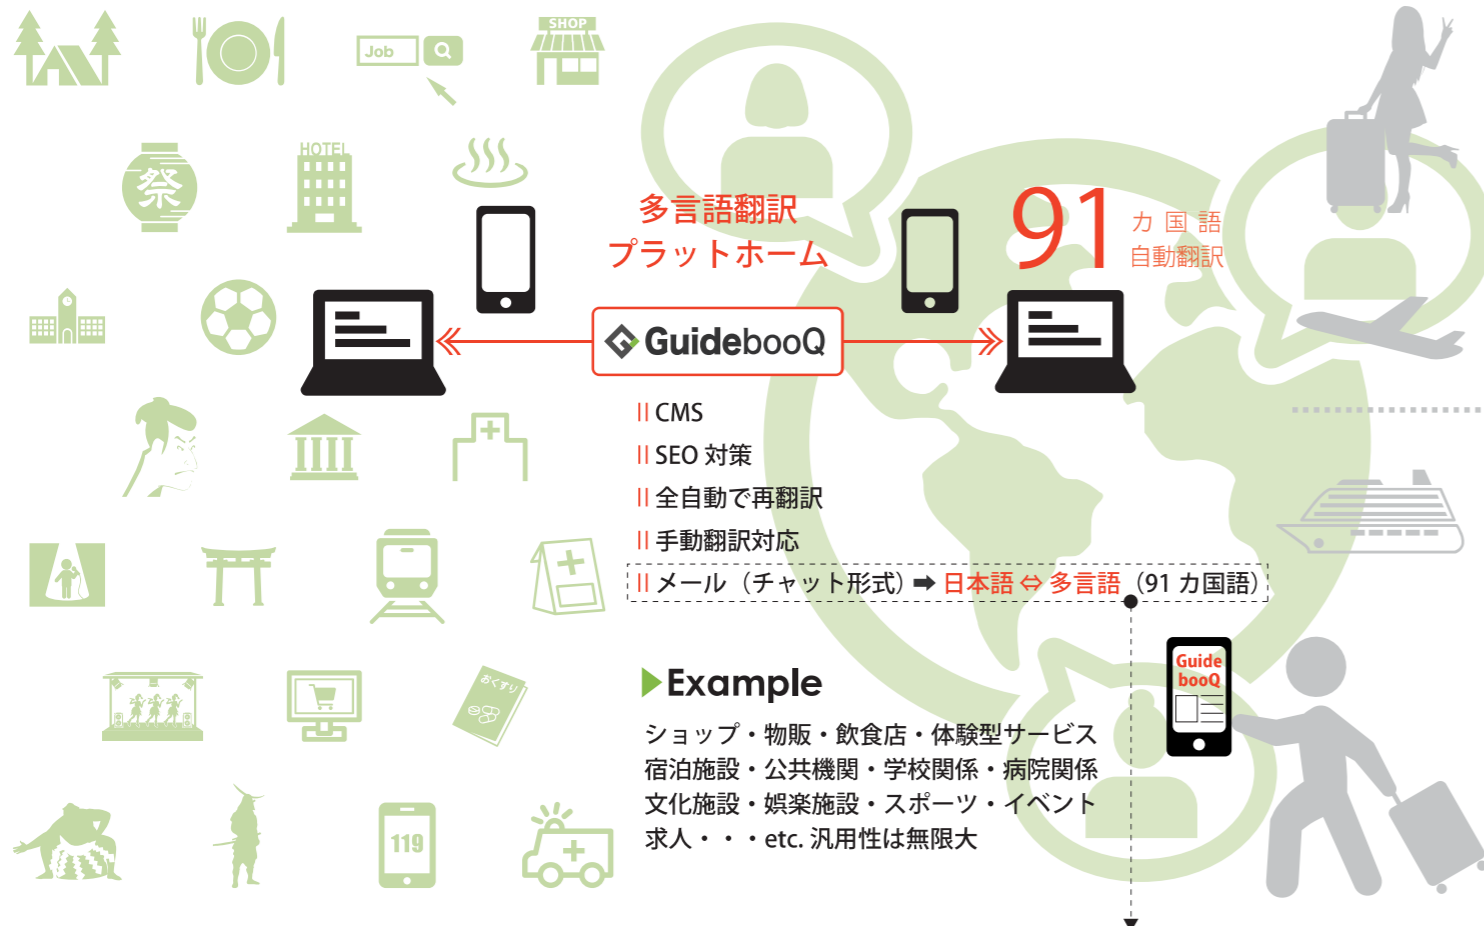 SHOP
Job
祭
HOTEL
多言語翻訳
プラットホーム
91
カ国語
自動翻訳
GuidebooQ
CMS
SEO 対策
全自動で再翻訳
手動翻訳対応
メール（チャット形式）➡ 日本語 ⇔ 多言語（91 カ国語）
Guide
booQ
おくすり
▶Example
ショップ・物販・飲食店・体験型サービス
宿泊施設・公共機関・学校関係・病院関係
文化施設・娯楽施設・スポーツ・イベント
求人・・・etc. 汎用性は無限大
119